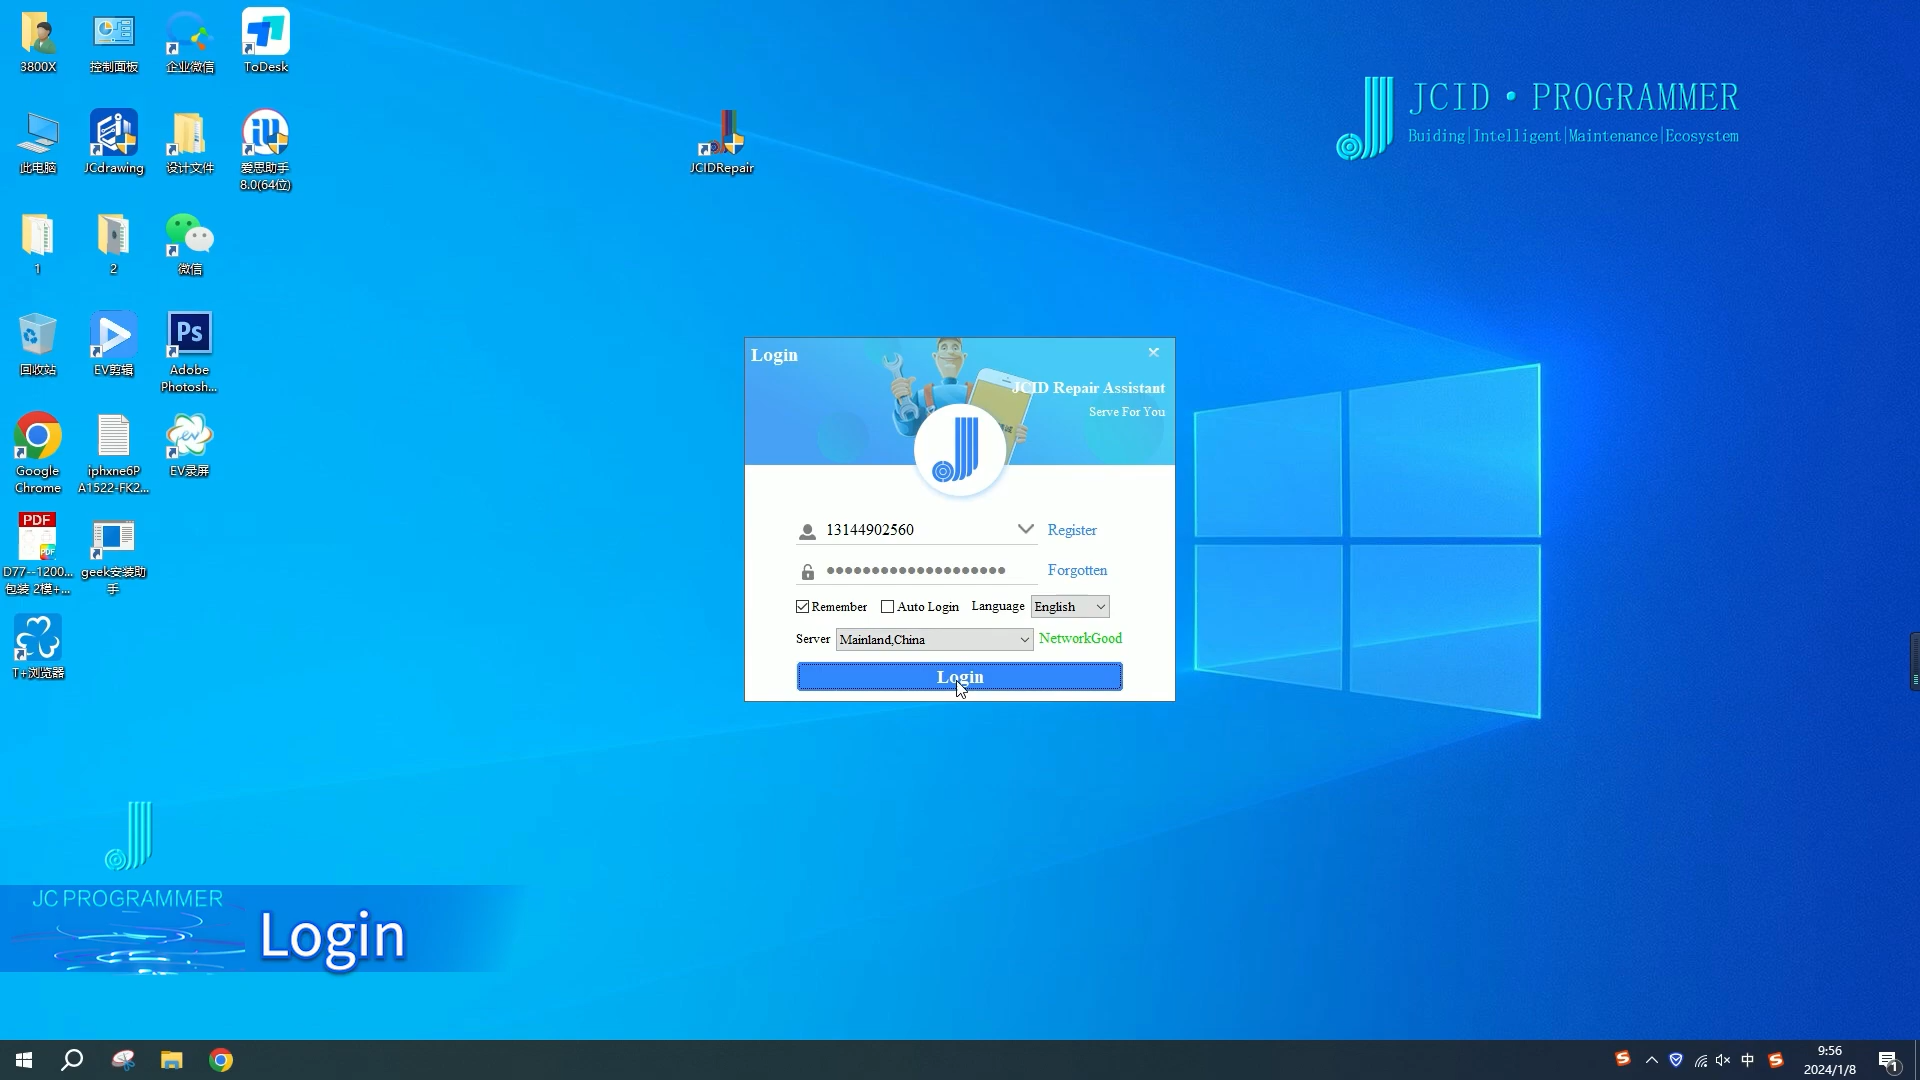 3800X
控制面板
企业微信
ToDesk
此电脑
JCdrawing
设计文件
爱思助手
8.0(64位)
JCIDRepair
JCID·PROGRAMMER
Buiding|Intelligent|Maintenance|Ecosystem
1
2
微信
回收站
EV剪辑
Ps
Adobe
Photosh...
Google
Chrome
iphxne6P
A1522-FK2...
EV录屏
PDF
D77--1200...
包装 2模+...
geek安装助
手
T+浏览器
Login
JCID Repair Assistant
Serve For You
13144902560
Register
Forgotten
Remember
Auto Login
Language
English
Server
Mainland,China
NetworkGood
Login
JC PROGRAMMER
Login
中
9:56
2024/1/8
1